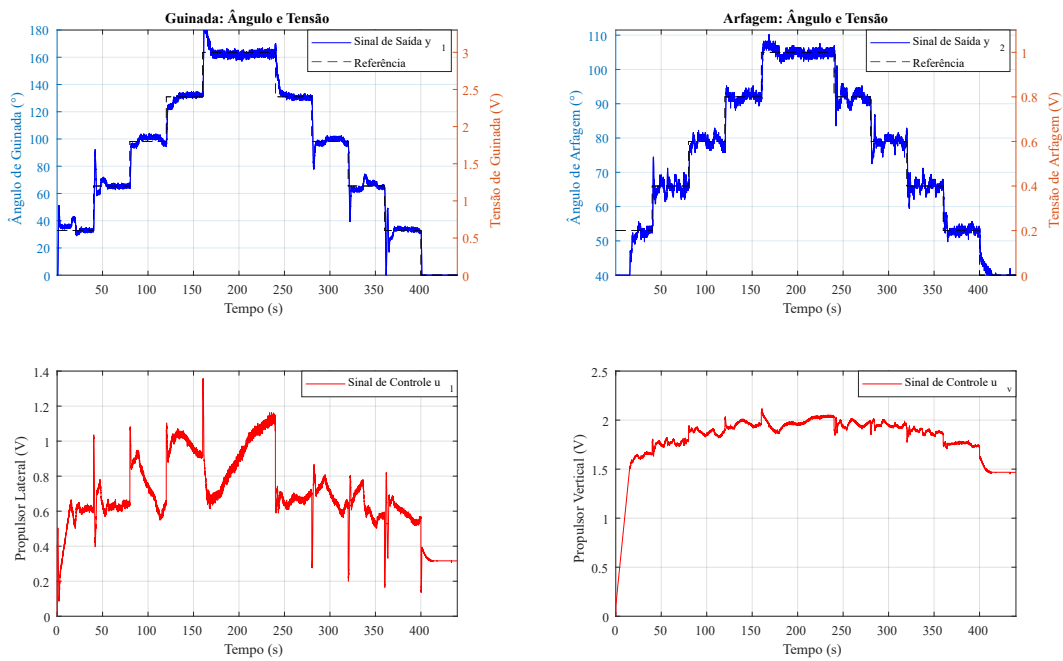 Guinada: Ângulo e Tensão
Sinal de Saída y 1
Referência
Ângulo de Guinada (°)
0
20
40
60
80
100
120
140
160
180
Tensão de Guinada (V)
0
0.5
1
1.5
2
2.5
3
50 100 150 200 250 300 350 400
Tempo (s)
Arfagem: Ângulo e Tensão
Sinal de Saída y 2
Referência
Ângulo de Arfagem (°)
40
50
60
70
80
90
100
110
Tensão de Arfagem (V)
0
0.2
0.4
0.6
0.8
1
50 100 150 200 250 300 350 400
Tempo (s)
Sinal de Controle u l
Propulsor Lateral (V)
0
0.2
0.4
0.6
0.8
1
1.2
1.4
0 50 100 150 200 250 300 350 400
Tempo (s)
Sinal de Controle u v
Propulsor Vertical (V)
0
0.5
1
1.5
2
2.5
0 50 100 150 200 250 300 350 400
Tempo (s)